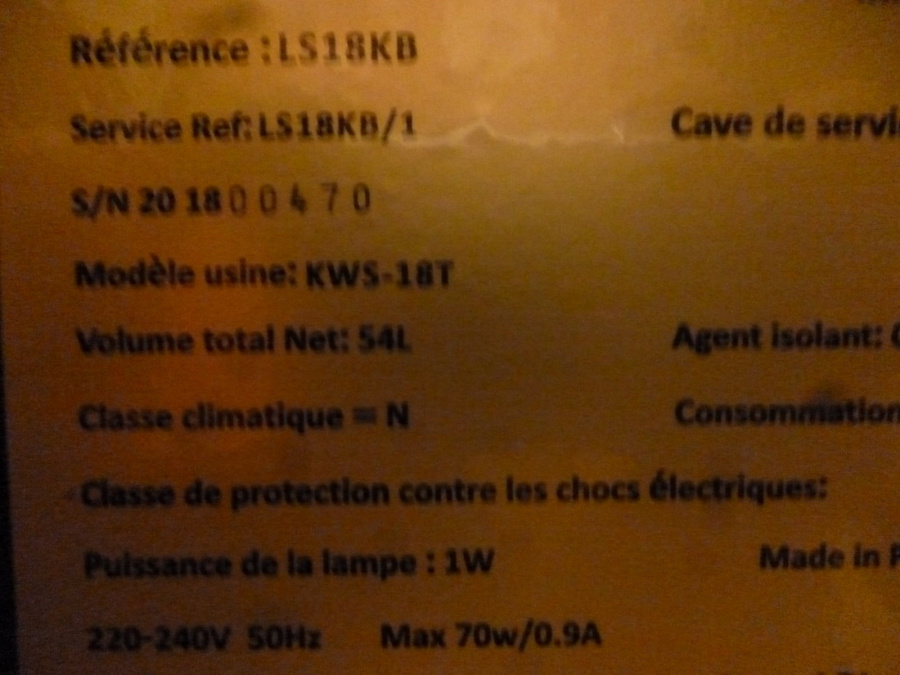 Référence : LS18KB
Service Ref: LS18KB/1 Cave de servi
S/N 20 18 0 0 4 7 0
Modèle usine: KWS-18T
Volume total Net: 54L Agent isolant:
Classe climatique = N Consommation
Classe de protection contre les chocs électriques:
Puissance de la lampe : 1W Made in
220-240V 50Hz Max 70w/0.9A